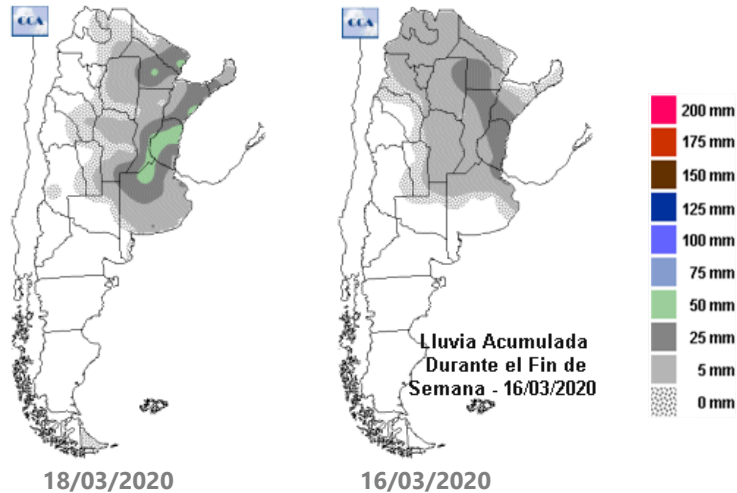 CCA
CCA
200 mm
175 mm
150 mm
125 mm
100 mm
75 mm
50 mm
25 mm
5 mm
0 mm
Lluvia Acumulada
Durante el Fin de
Semana - 16/03/2020
18/03/2020
16/03/2020